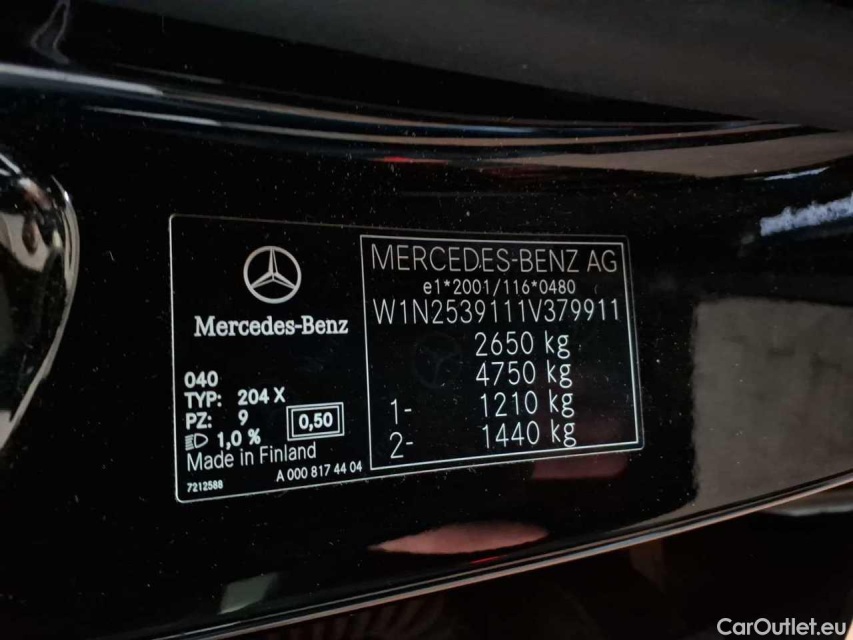 Mercedes-Benz
040
TYP: 204 X
PZ: 9
0,50
1,0 %
Made in Finland
A 000 817 44 04
7212588
MERCEDES-BENZ AG
e1*2001/116*0480
W1N2539111V379911
2650 kg
4750 kg
1- 1210 kg
2- 1440 kg
CarOutlet.eu